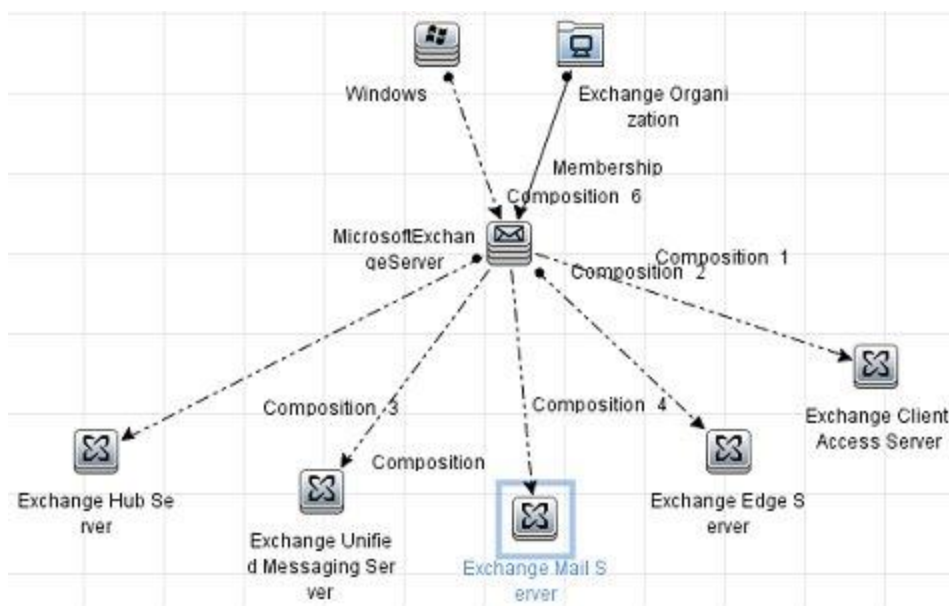 Windows
Exchange Organi
zation
Membership
Composition 6
MicrosoftExchan
geServer
Composition 1
Composition 2
Composition 3
Composition 4
Composition
Exchange Client
Access Server
Exchange Hub Se
rver
Exchange Unifie
d Messaging Ser
ver
Exchange Mail S
erver
Exchange Edge S
erver